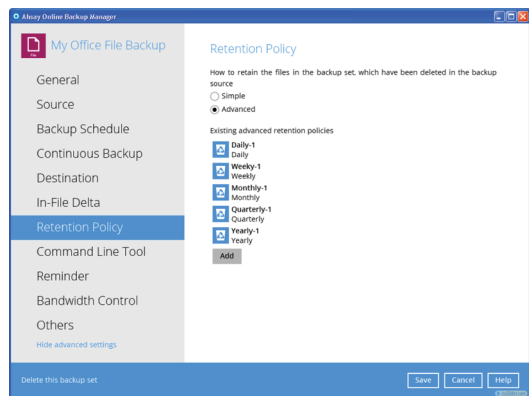 Ahsay Online Backup Manager
File
My Office File Backup
General
Source
Backup Schedule
Continuous Backup
Destination
In-File Delta
Retention Policy
Command Line Tool
Reminder
Bandwidth Control
Others
Hide advanced settings
Retention Policy
How to retain the files in the backup set, which have been deleted in the backup
source
Simple
Advanced
Existing advanced retention policies
Daily-1
Daily
Weeky-1
Weekly
Monthly-1
Monthly
Quarterly-1
Quarterly
Yearly-1
Yearly
Add
Delete this backup set
Save
Cancel
Help